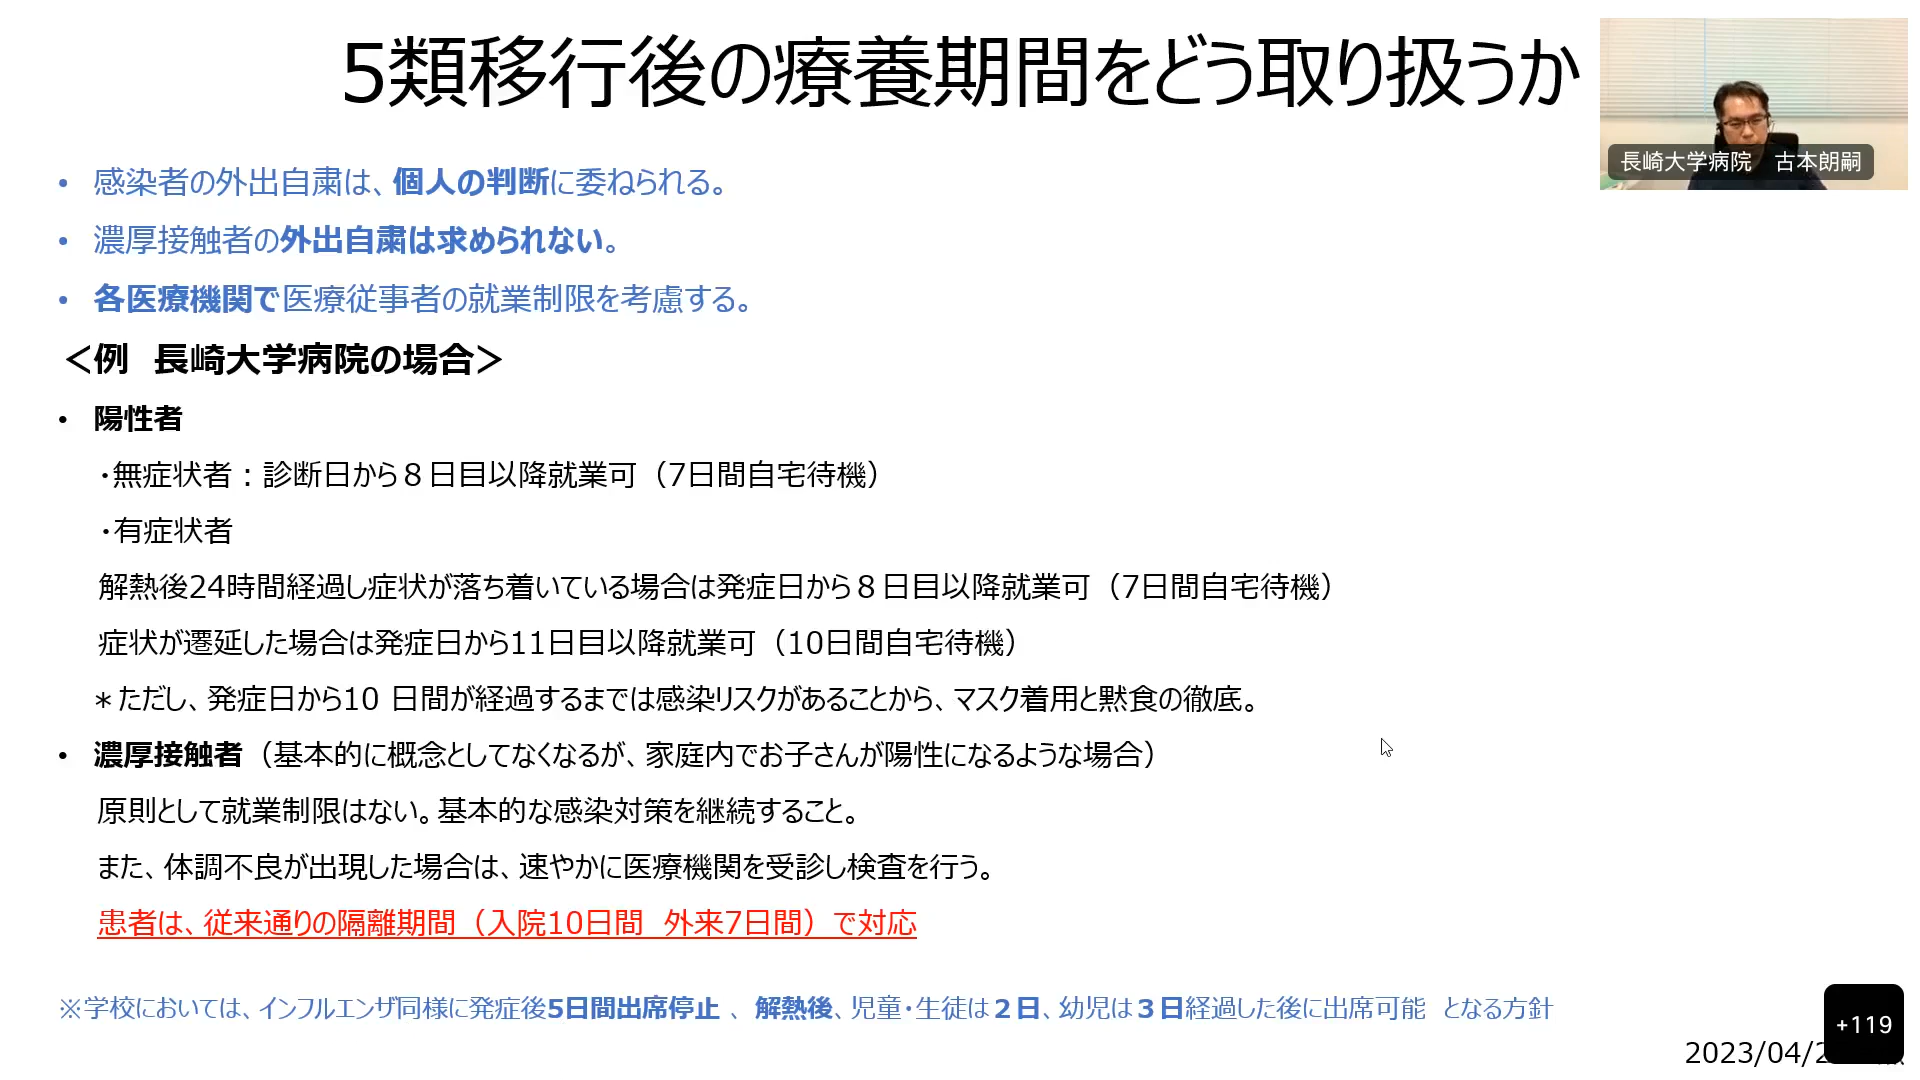 5類移行後の療養期間をどう取り扱うか
長崎大学病院　古本朗嗣
• 感染者の外出自粛は、個人の判断に委ねられる。
• 濃厚接触者の外出自粛は求められない。
• 各医療機関で医療従事者の就業制限を考慮する。
＜例　長崎大学病院の場合＞
• 陽性者
・無症状者：診断日から８日目以降就業可（7日間自宅待機）
・有症状者
解熱後24時間経過し症状が落ち着いている場合は発症日から８日目以降就業可（7日間自宅待機）
症状が遷延した場合は発症日から11日目以降就業可（10日間自宅待機）
＊ただし、発症日から10 日間が経過するまでは感染リスクがあることから、マスク着用と黙食の徹底。
• 濃厚接触者（基本的に概念としてなくなるが、家庭内でお子さんが陽性になるような場合）
原則として就業制限はない。基本的な感染対策を継続すること。
また、体調不良が出現した場合は、速やかに医療機関を受診し検査を行う。
患者は、従来通りの隔離期間（入院10日間　外来7日間）で対応
※学校においては、インフルエンザ同様に発症後5日間出席停止 、解熱後、児童・生徒は２日、幼児は３日経過した後に出席可能　となる方針
+119
2023/04/2